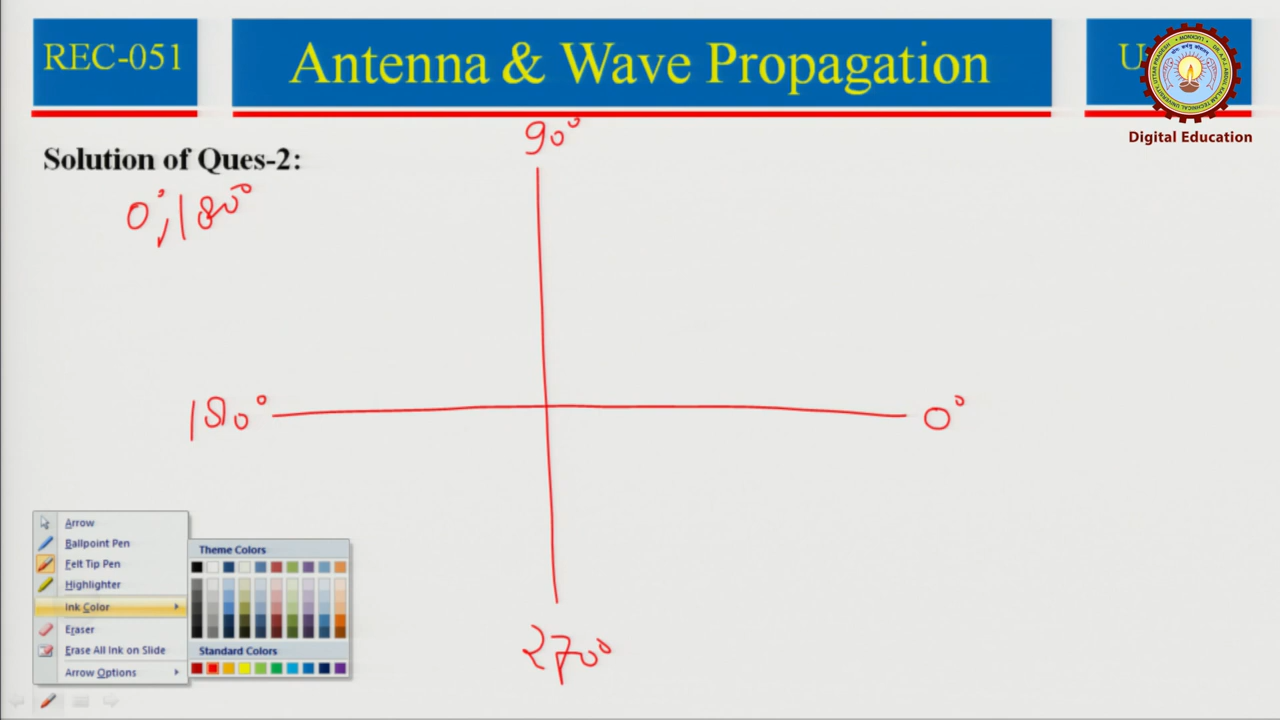 REC-051
Antenna & Wave Propagation
U
Digital Education
Solution of Ques-2:
0°, 180°
90°
180°
0°
270°
Arrow
Ballpoint Pen
Felt Tip Pen
Highlighter
Ink Color
Eraser
Erase All Ink on Slide
Arrow Options
Theme Colors
Standard Colors